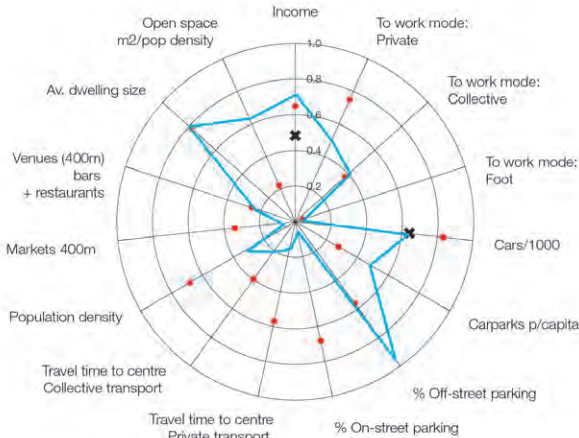 Income
Open space
m2/pop density
To work mode:
Private
Av. dwelling size
To work mode:
Collective
Venues (400m)
bars
+ restaurants
To work mode:
Foot
1.0
0.8
0.6
0.4
0.2
Markets 400m
Cars/1000
Population density
Carparks p/capita
Travel time to centre
Collective transport
% Off-street parking
Travel time to centre
Private transport
% On-street parking